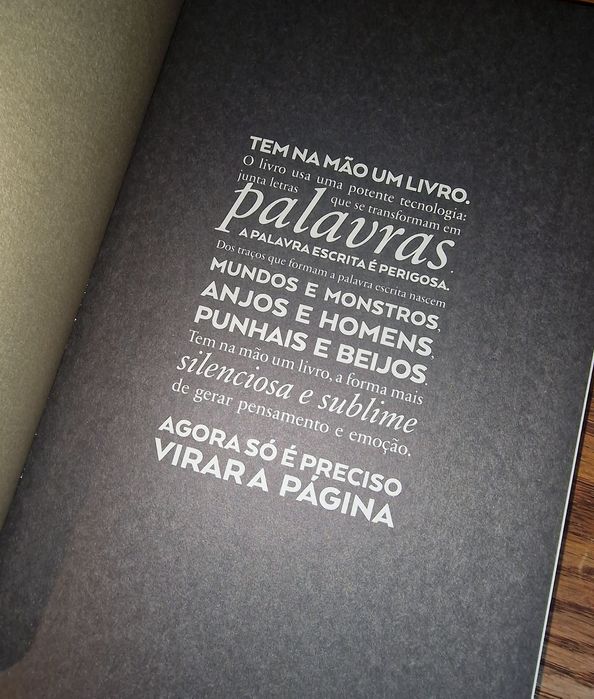 TEM NA MÃO UM LIVRO.
O livro usa uma potente tecnologia:
junta letras que se transformam em
palavras.
A PALAVRA ESCRITA É PERIGOSA.
Dos traços que formam a palavra escrita nascem
MUNDOS E MONSTROS,
ANJOS E HOMENS,
PUNHAIS E BEIJOS.
Tem na mão um livro, a forma mais
silenciosa e sublime
de gerar pensamento e emoção.
AGORA SÓ É PRECISO
VIRAR A PÁGINA